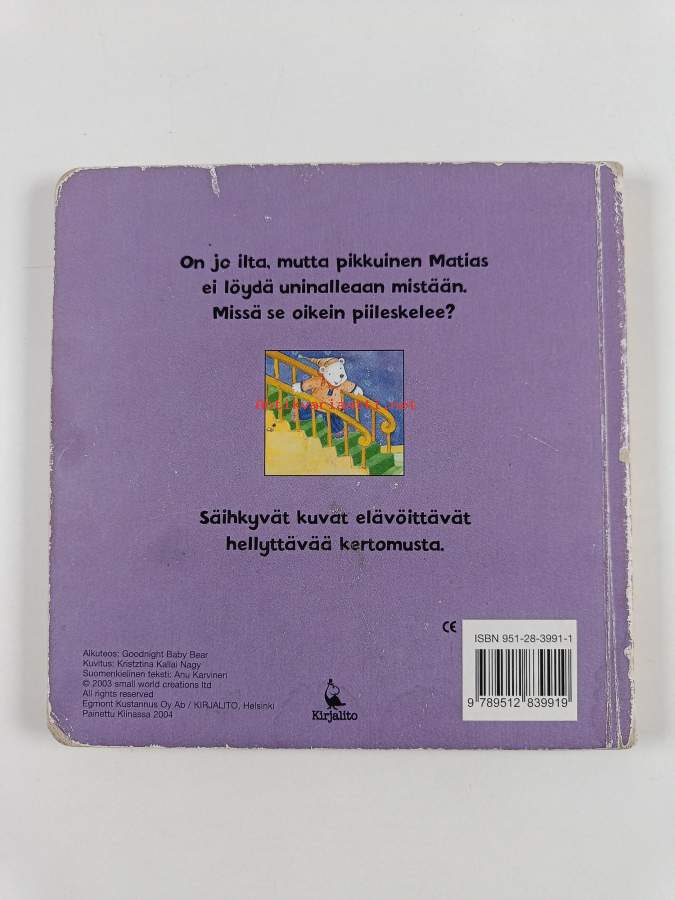 On jo ilta, mutta pikkuinen Matias
ei löydä uninalleaan mistään.
Missä se oikein piileskelee?
antikvariaatti.net
Säihkyvät kuvat elävöittävät
hellyttävää kertomusta.
CE
ISBN 951-28-3991-1
9 789512 839919
Alkuteos: Goodnight Baby Bear
Kuvitus: Kristztina Kallai Nagy
Suomenkielinen teksti: Anu Karvineri
© 2003 small world creations ltd
All rights reserved
Egmont Kustannus Oy Ab / KIRJALITO, Helsinki
Painettu Kiinassa 2004
Kirjalito